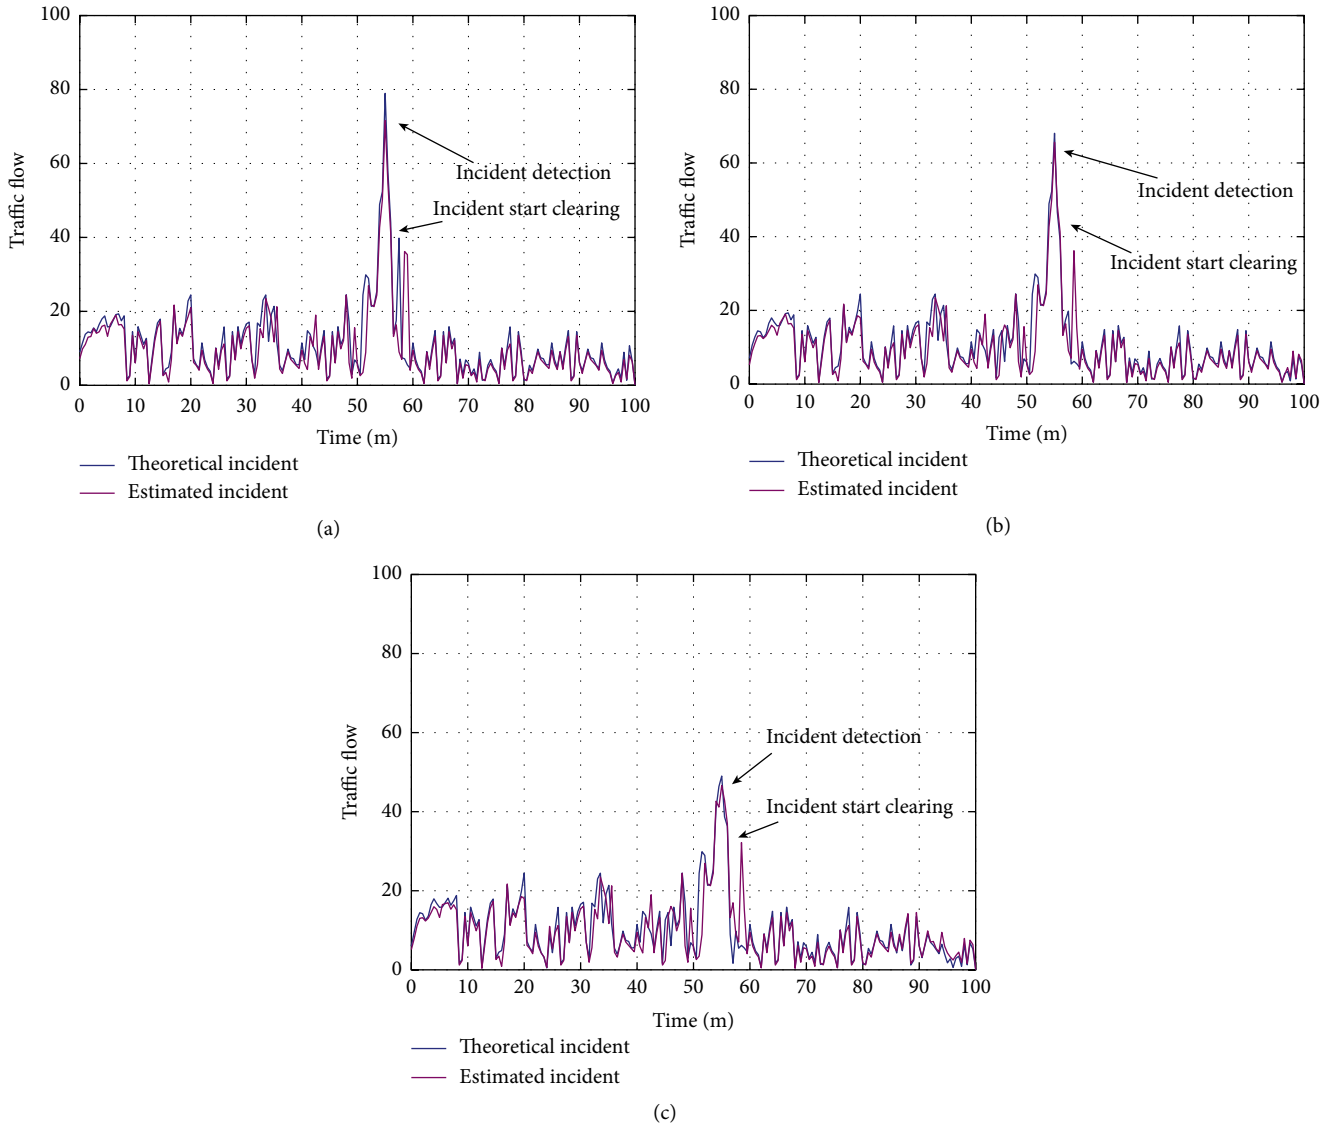 100
80
60
40
20
0
Traffic flow
Incident detection
Incident start clearing
0 10 20 30 40 50 60 70 80 90 100
Time (m)
Theoretical incident
Estimated incident
(a)
100
80
60
40
20
0
Traffic flow
Incident detection
Incident start clearing
0 10 20 30 40 50 60 70 80 90 100
Time (m)
Theoretical incident
Estimated incident
(b)
100
80
60
40
20
0
Traffic flow
Incident detection
Incident start clearing
0 10 20 30 40 50 60 70 80 90 100
Time (m)
Theoretical incident
Estimated incident
(c)